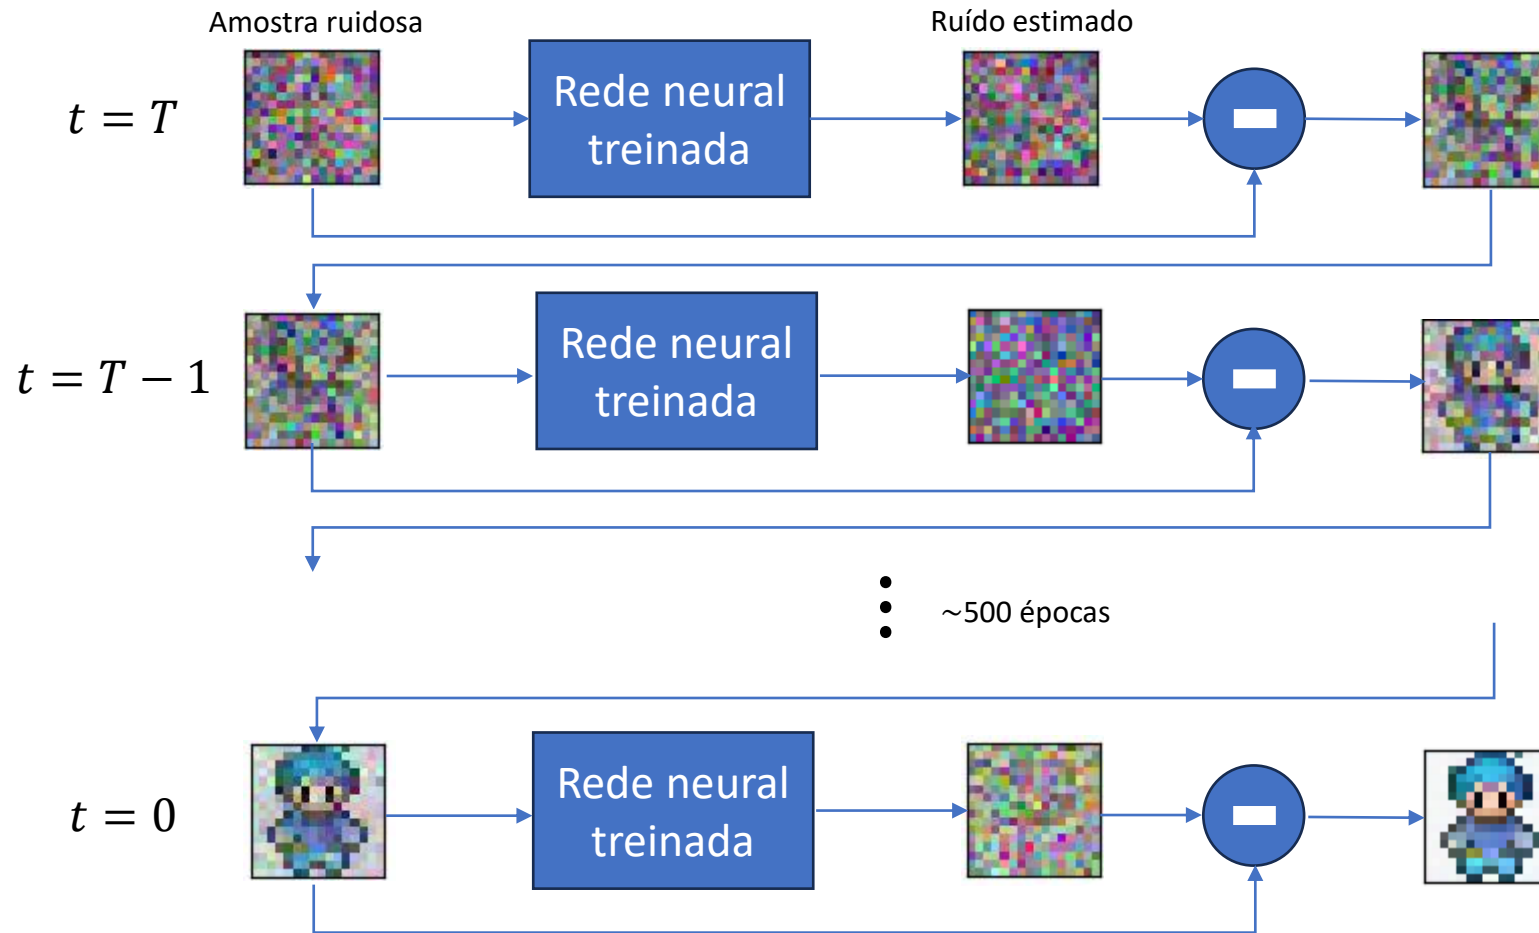 Amostra ruidosa
Ruído estimado
t = T
Rede neural
treinada
t = T − 1
Rede neural
treinada
~500 épocas
t = 0
Rede neural
treinada